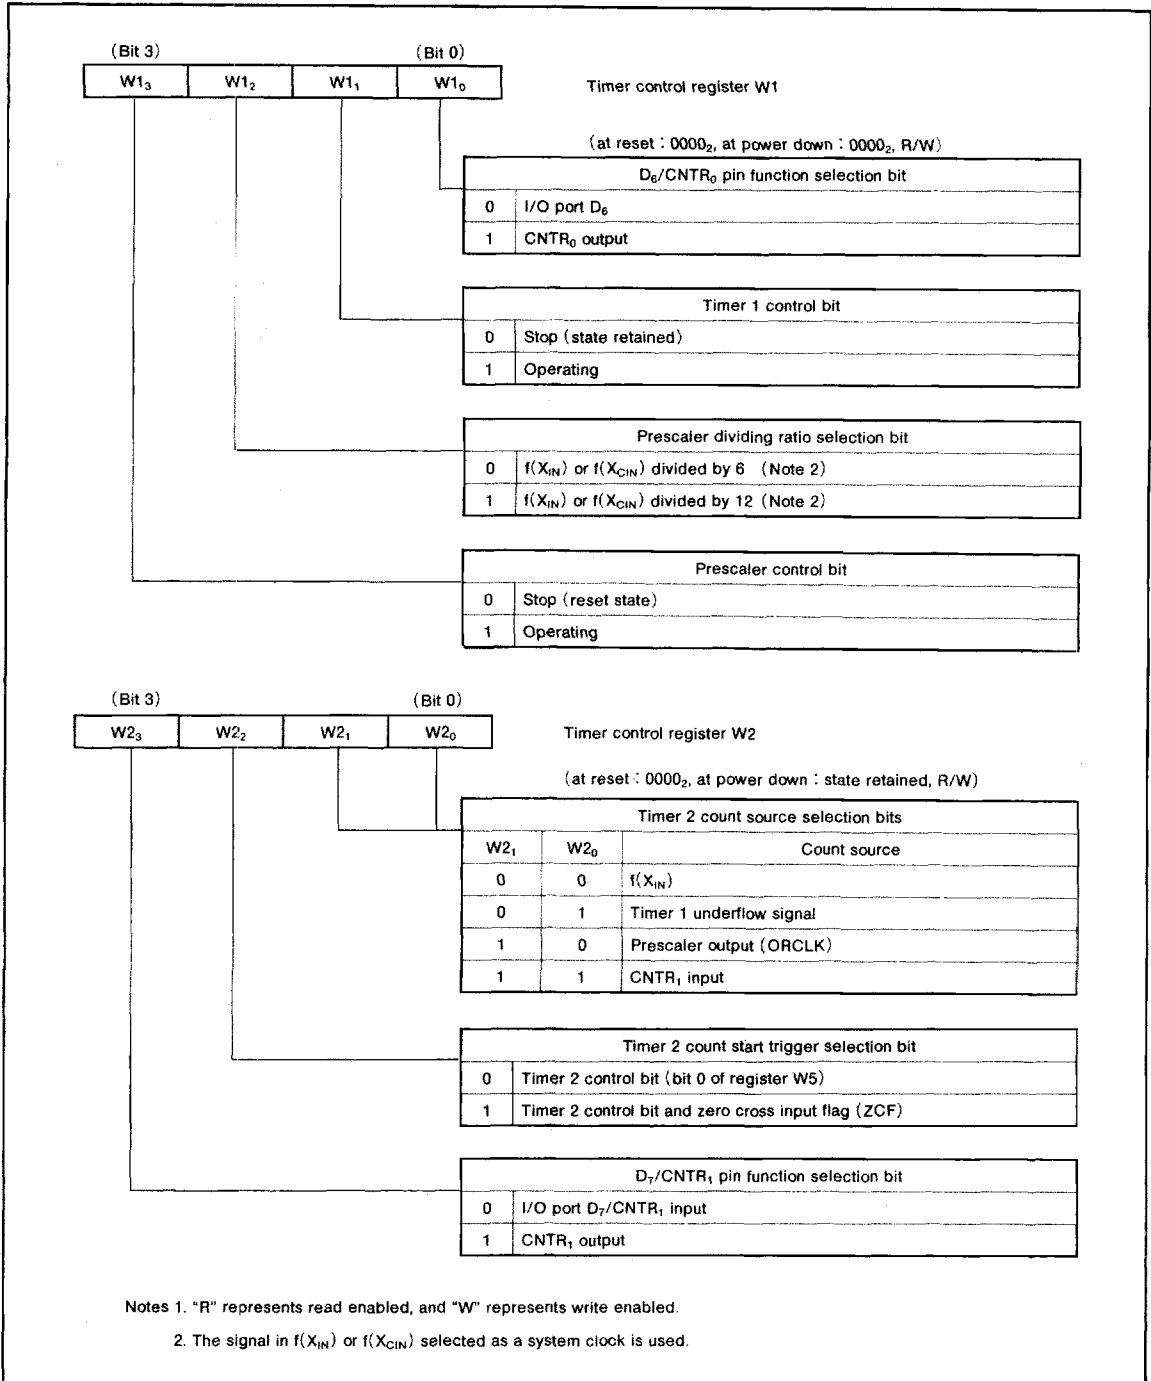 (Bit 3) (Bit 0)
W1₃ W1₂ W1₁ W1₀ Timer control register W1
(at reset : 0000₂, at power down : 0000₂, R/W)
D₆/CNTR₀ pin function selection bit
0 I/O port D₆
1 CNTR₀ output
Timer 1 control bit
0 Stop (state retained)
1 Operating
Prescaler dividing ratio selection bit
0 f(X_IN) or f(X_CIN) divided by 6 (Note 2)
1 f(X_IN) or f(X_CIN) divided by 12 (Note 2)
Prescaler control bit
0 Stop (reset state)
1 Operating
(Bit 3) (Bit 0)
W2₃ W2₂ W2₁ W2₀ Timer control register W2
(at reset : 0000₂, at power down : state retained, R/W)
Timer 2 count source selection bits
W2₁ W2₀ Count source
0 0 f(X_IN)
0 1 Timer 1 underflow signal
1 0 Prescaler output (ORCLK)
1 1 CNTR₁ input
Timer 2 count start trigger selection bit
0 Timer 2 control bit (bit 0 of register W5)
1 Timer 2 control bit and zero cross input flag (ZCF)
D₇/CNTR₁ pin function selection bit
0 I/O port D₇/CNTR₁ input
1 CNTR₁ output
Notes 1. "R" represents read enabled, and "W" represents write enabled.
2. The signal in f(X_IN) or f(X_CIN) selected as a system clock is used.